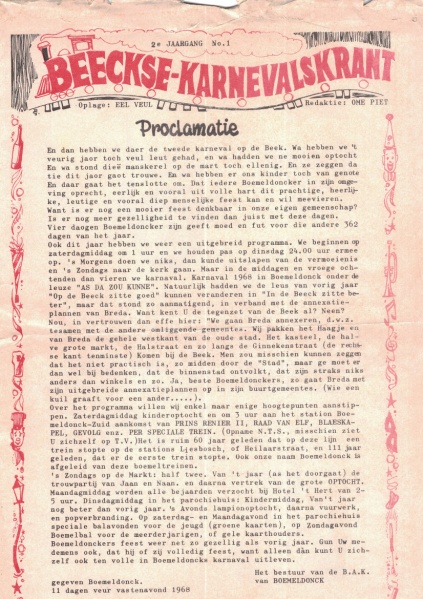 2e JAARGANG No.1
BEECKSE-KARNEVALSKRANT
Oplage: EEL VEUL
Redaktie: OME PIET
Proclamatie
En dan hebben we daer de tweede karneval op de Beek. Wa hebben we 't
veurig jaor toch veul leut gehad, en wa hadden we ne mooien optocht
En wa stond dieë manskerel op de mart toch ellenig. En ze zeggen da
tie dit jaor gaot trouwe. En wa hebben er ons kinder toch van genote
En daar gaat het tenslotte om. Dat iedere Boemeldoncker in zijn omge-
ving oprecht, eerlijk en vooral uit volle hart dit prachtige, heerlij-
ke, leutige en vooral diep menselijke feest kan en wil meevieren.
Want is er nog een mooier feest denkbaar in onze eigen gemeenschap?
Is er nog meer gezelligheid te vinden dan juist met deze dagen.
Vier daogen Boemeldoncker zijn geeft moed en fut voor die andere 362
dagen van het jaar.
Ook dit jaar hebben we weer een uitgebreid programma. We beginnen op
zaterdagmiddag om 1 uur en we houden pas op dinsdag 24.00 uur ermee
op. 's Morgens doen we niks, dan kunde uitslapen van de vermoeienis
en 's Zondags naar de kerk gaan. Maar in de middagen en vroege och-
tenden dan vieren we karneval. Karneval 1968 in Boemeldonck onder de
leuze "AS DA ZOU KUNNE". Natuurlijk hadden we de leus van vorig jaar
"Op de Beeck zitte goed" kunnen veranderen in "In de Beeck zitte be-
ter", maar dat stond zo aanmatigend, in verband met de annexatie-
plannen van Breda. Want kent U de tegenzet van de Beek al? Neen?
Nou, in vertrouwen dan effe hier: "We gaan Breda annexeren, d.w.z.
tesamen met de andere omliggende gemeentes. Wij pakken het Haagje en
van Breda de gehele westkant van de oude stad. Het kasteel, de hal-
ve grote markt, de Halstraat en zo langs de Ginnekenstraat (de rech-
se kant tenminste) Komen bij de Beek. Men zou misschien kunnen zeggen
dat het niet practisch is, zo midden door de "Stad", maar ge moet er
dan wel bij bedenken, dat de binnenstad ontvolkt, dat zijn straks niks
anders dan winkels en zo. Ja, beste Boemeldonckers, zo gaat Breda met
zijn uitgebreide annexatieplannen op in zijn buurtgemeentes. (Wie een
kuil graaft voor een ander.....).
Over het programma willen wij enkel maar enige hoogtepunten aanstip-
pen. Zaterdagmiddag kinderoptocht en om 3 uur aan het station Boe-
meldonck-Zuid aankomst van PRINS RENIER II, RAAD VAN ELF, BLAESKA-
PEL, GEVOLG enz. PER SPECIALE TREIN. (Opname N.T.S., misschien ziet
U zichzelf op T.V.)Het is ruim 60 jaar geleden dat op deze lijn een
trein stopte op de stations Ljesbosch, of Heilaarstraat, en 111 jaar
geleden, dat er de eerste trein stopte. Ook onze naam Boemeldonck is
afgeleid van deze boemeltreinen.
's Zondags op de Markt: half twee. Van 't jaar (as het doorgaat) de
trouwpartij van Jaan en Naan. en daarna vertrek van de grote OPTOCHT.
Maandagmiddag worden alle bejaarden verzocht bij Hotel 't Hert van 2-
5 uur. Dinsdagmiddag in het parochiehuis: Kindermiddag. Van't jaar
nog beter dan vorig jaar. 's Avonds lampionoptocht, daarna vuurwerk,
en popverbranding. Op zaterdag- en Maandagavond in het parochiehuis
speciale balavonden voor de jeugd (groene kaarten), op Zondagavond
Boemelbal voor de meerderjarigen, of gele kaarthouders.
Boemeldonckers feest weer net zo gezellig als vorig jaar. Gun Uw me-
demens ook, dat hij of zij volledig feest, want alleen dân kunt U zich-
zelf ook ten volle in Boemeldoncks karnaval uitleven.
Het bestuur van de B.A.K.
gegeven Boemeldonck. van BOEMELDONCK
11 dagen veur vastenavond 1968